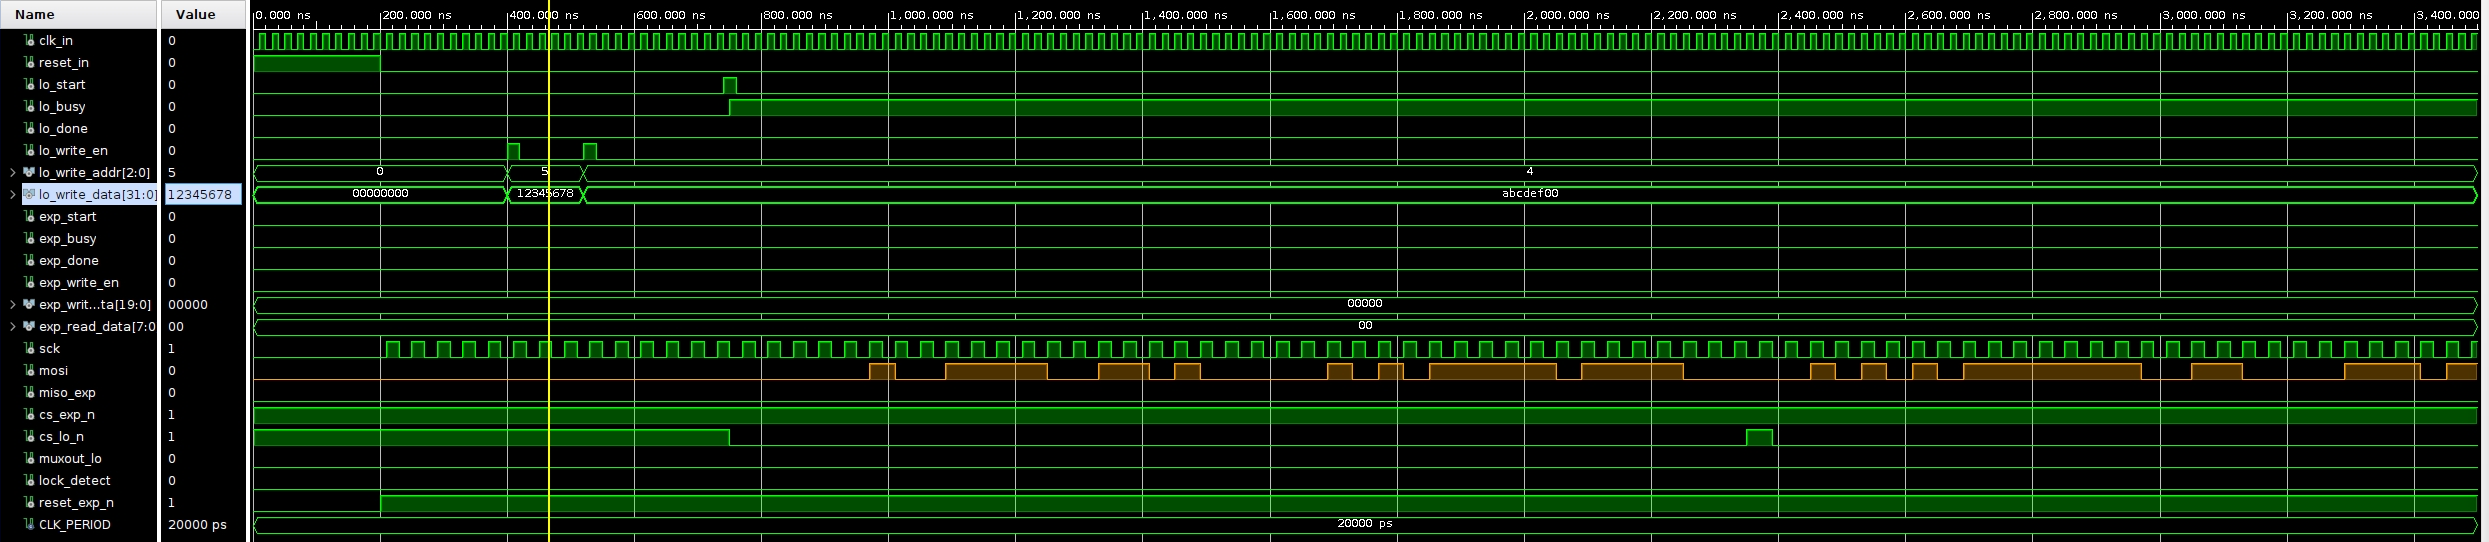 Name Value 0.000 ns 200.000 ns 400.000 ns 600.000 ns 800.000 ns 1,000.000 ns 1,200.000 ns 1,400.000 ns 1,600.000 ns 1,800.000 ns 2,000.000 ns 2,200.000 ns 2,400.000 ns 2,600.000 ns 2,800.000 ns 3,000.000 ns 3,200.000 ns 3,400.000
clk_in 0
reset_in 0
lo_start 0
lo_busy 0
lo_done 0
lo_write_en 0
lo_write_addr[2:0] 5 0 5 4
lo_write_data[31:0] 12345678 00000000 12345678 abcdef00
exp_start 0
exp_busy 0
exp_done 0
exp_write_en 0
exp_writ...ta[19:0] 00000 00000
exp_read_data[7:0 00 00
sck 1
mosi 0
miso_exp 0
cs_exp_n 1
cs_lo_n 1
muxout_lo 0
lock_detect 0
reset_exp_n 1
CLK_PERIOD 20000 ps 20000 ps